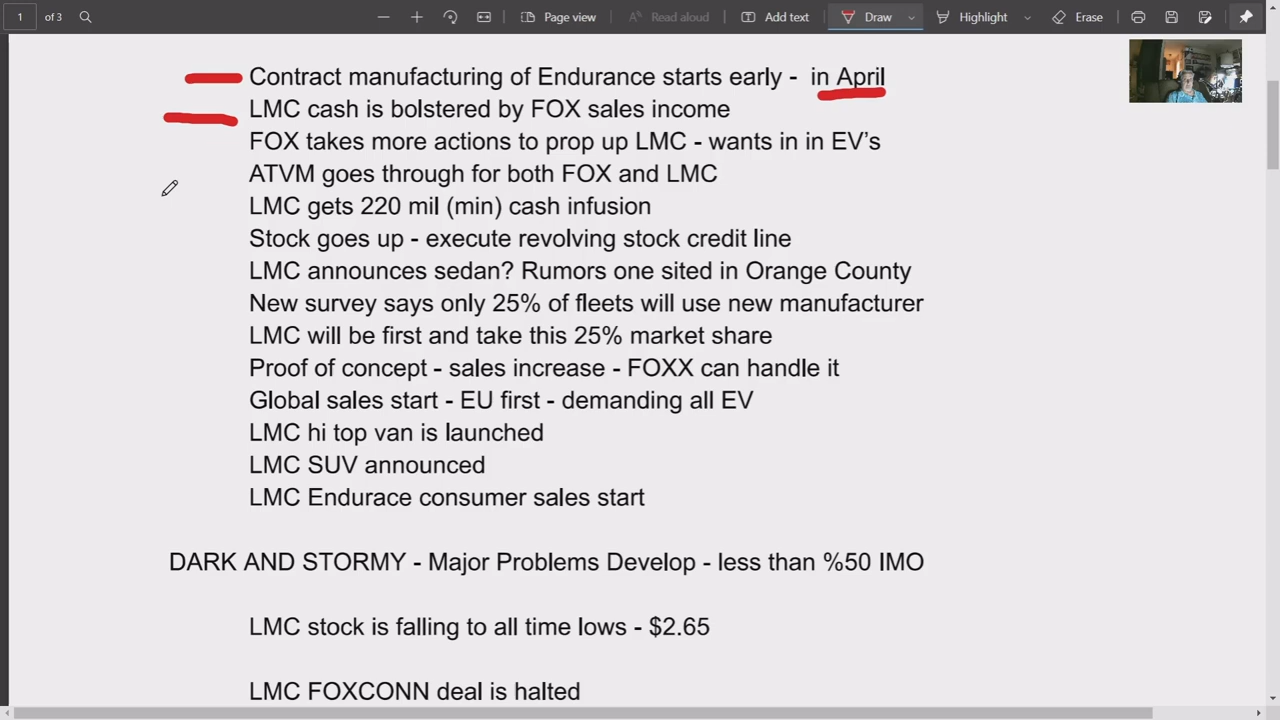 1 of 3 Page view Read aloud Add text Draw Highlight Erase
Contract manufacturing of Endurance starts early - in April
LMC cash is bolstered by FOX sales income
FOX takes more actions to prop up LMC - wants in in EV's
ATVM goes through for both FOX and LMC
LMC gets 220 mil (min) cash infusion
Stock goes up - execute revolving stock credit line
LMC announces sedan? Rumors one sited in Orange County
New survey says only 25% of fleets will use new manufacturer
LMC will be first and take this 25% market share
Proof of concept - sales increase - FOXX can handle it
Global sales start - EU first - demanding all EV
LMC hi top van is launched
LMC SUV announced
LMC Endurace consumer sales start
DARK AND STORMY - Major Problems Develop - less than %50 IMO
LMC stock is falling to all time lows - $2.65
LMC FOXCONN deal is halted